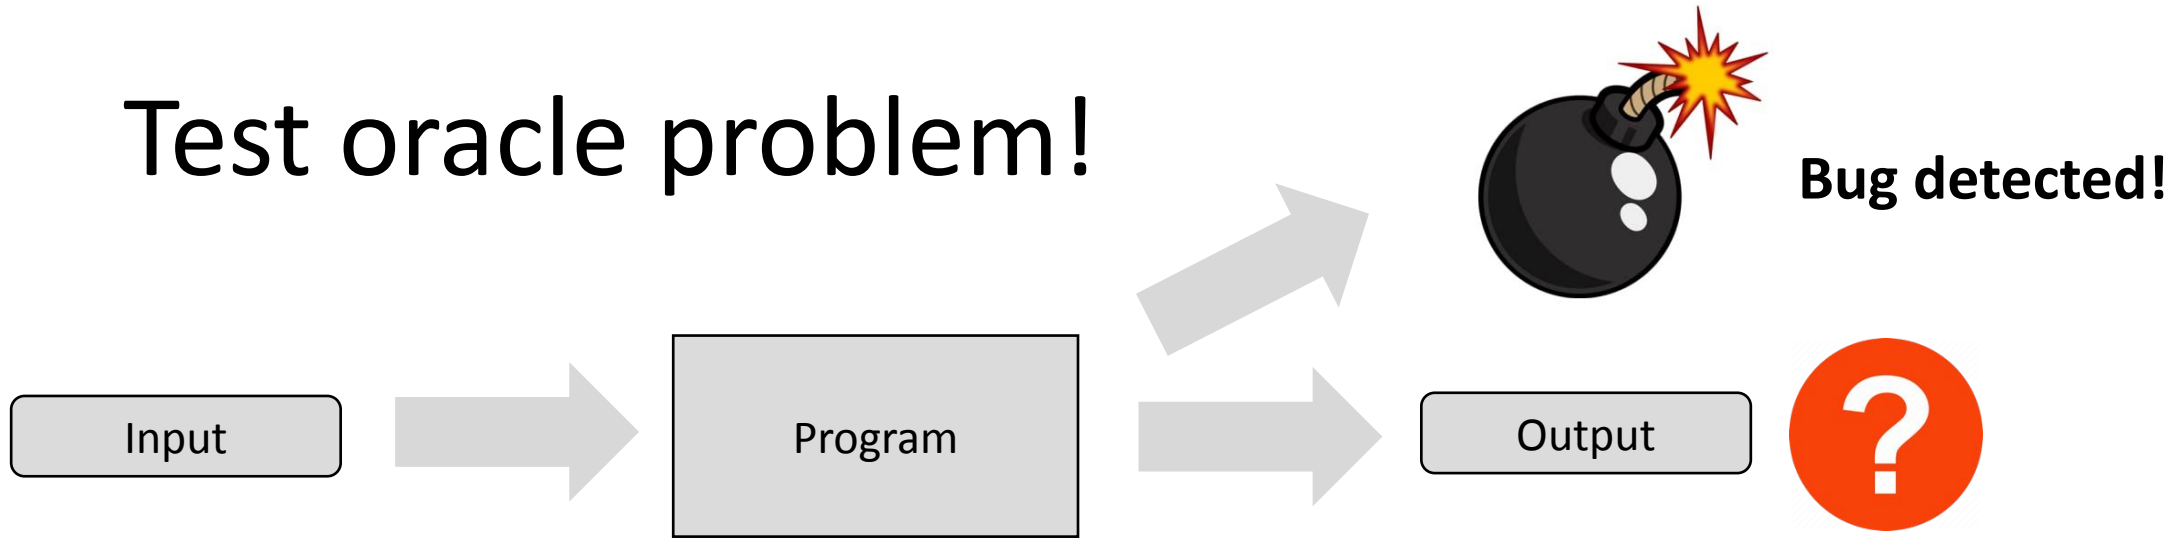 Test oracle problem!
Bug detected!
Input
Program
Output
?